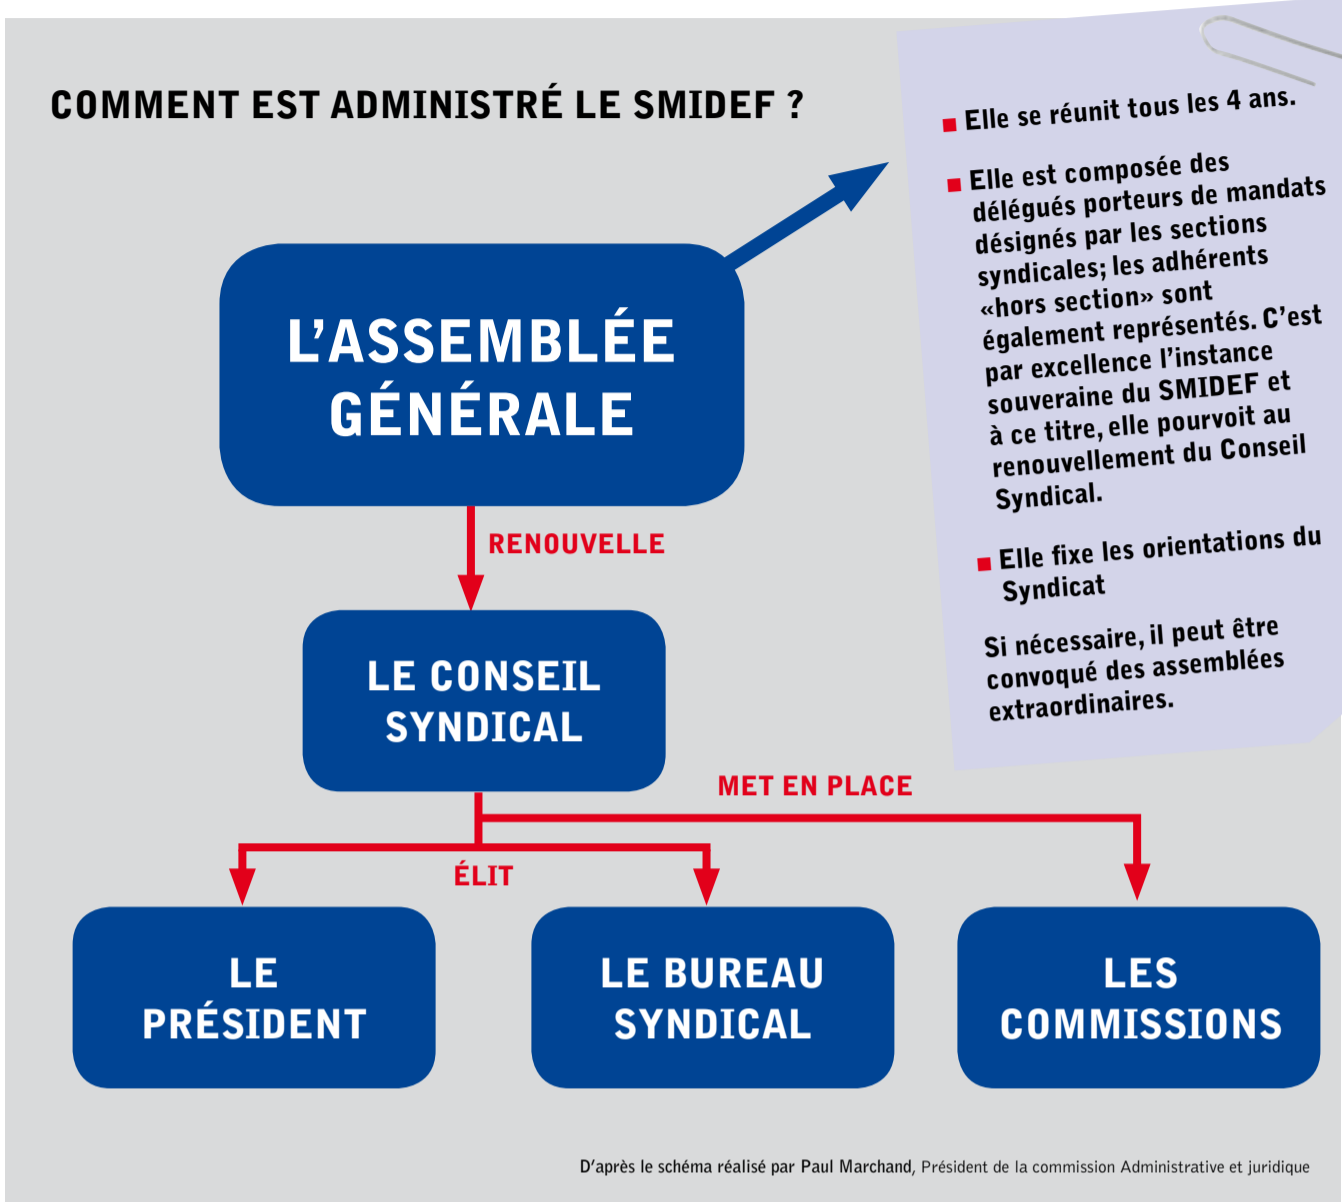 COMMENT EST ADMINISTRÉ LE SMIDEF ?
L'ASSEMBLÉE
GÉNÉRALE
■ Elle se réunit tous les 4 ans.
■ Elle est composée des
délégués porteurs de mandats
désignés par les sections
syndicales; les adhérents
«hors section» sont
également représentés. C'est
par excellence l'instance
souveraine du SMIDEF et
à ce titre, elle pourvoit au
renouvellement du Conseil
Syndical.
■ Elle fixe les orientations du
Syndicat
Si nécessaire, il peut être
convoqué des assemblées
extraordinaires.
RENOUVELLE
LE CONSEIL
SYNDICAL
MET EN PLACE
ÉLIT
LE
PRÉSIDENT
LE BUREAU
SYNDICAL
LES
COMMISSIONS
D'après le schéma réalisé par Paul Marchand, Président de la commission Administrative et juridique